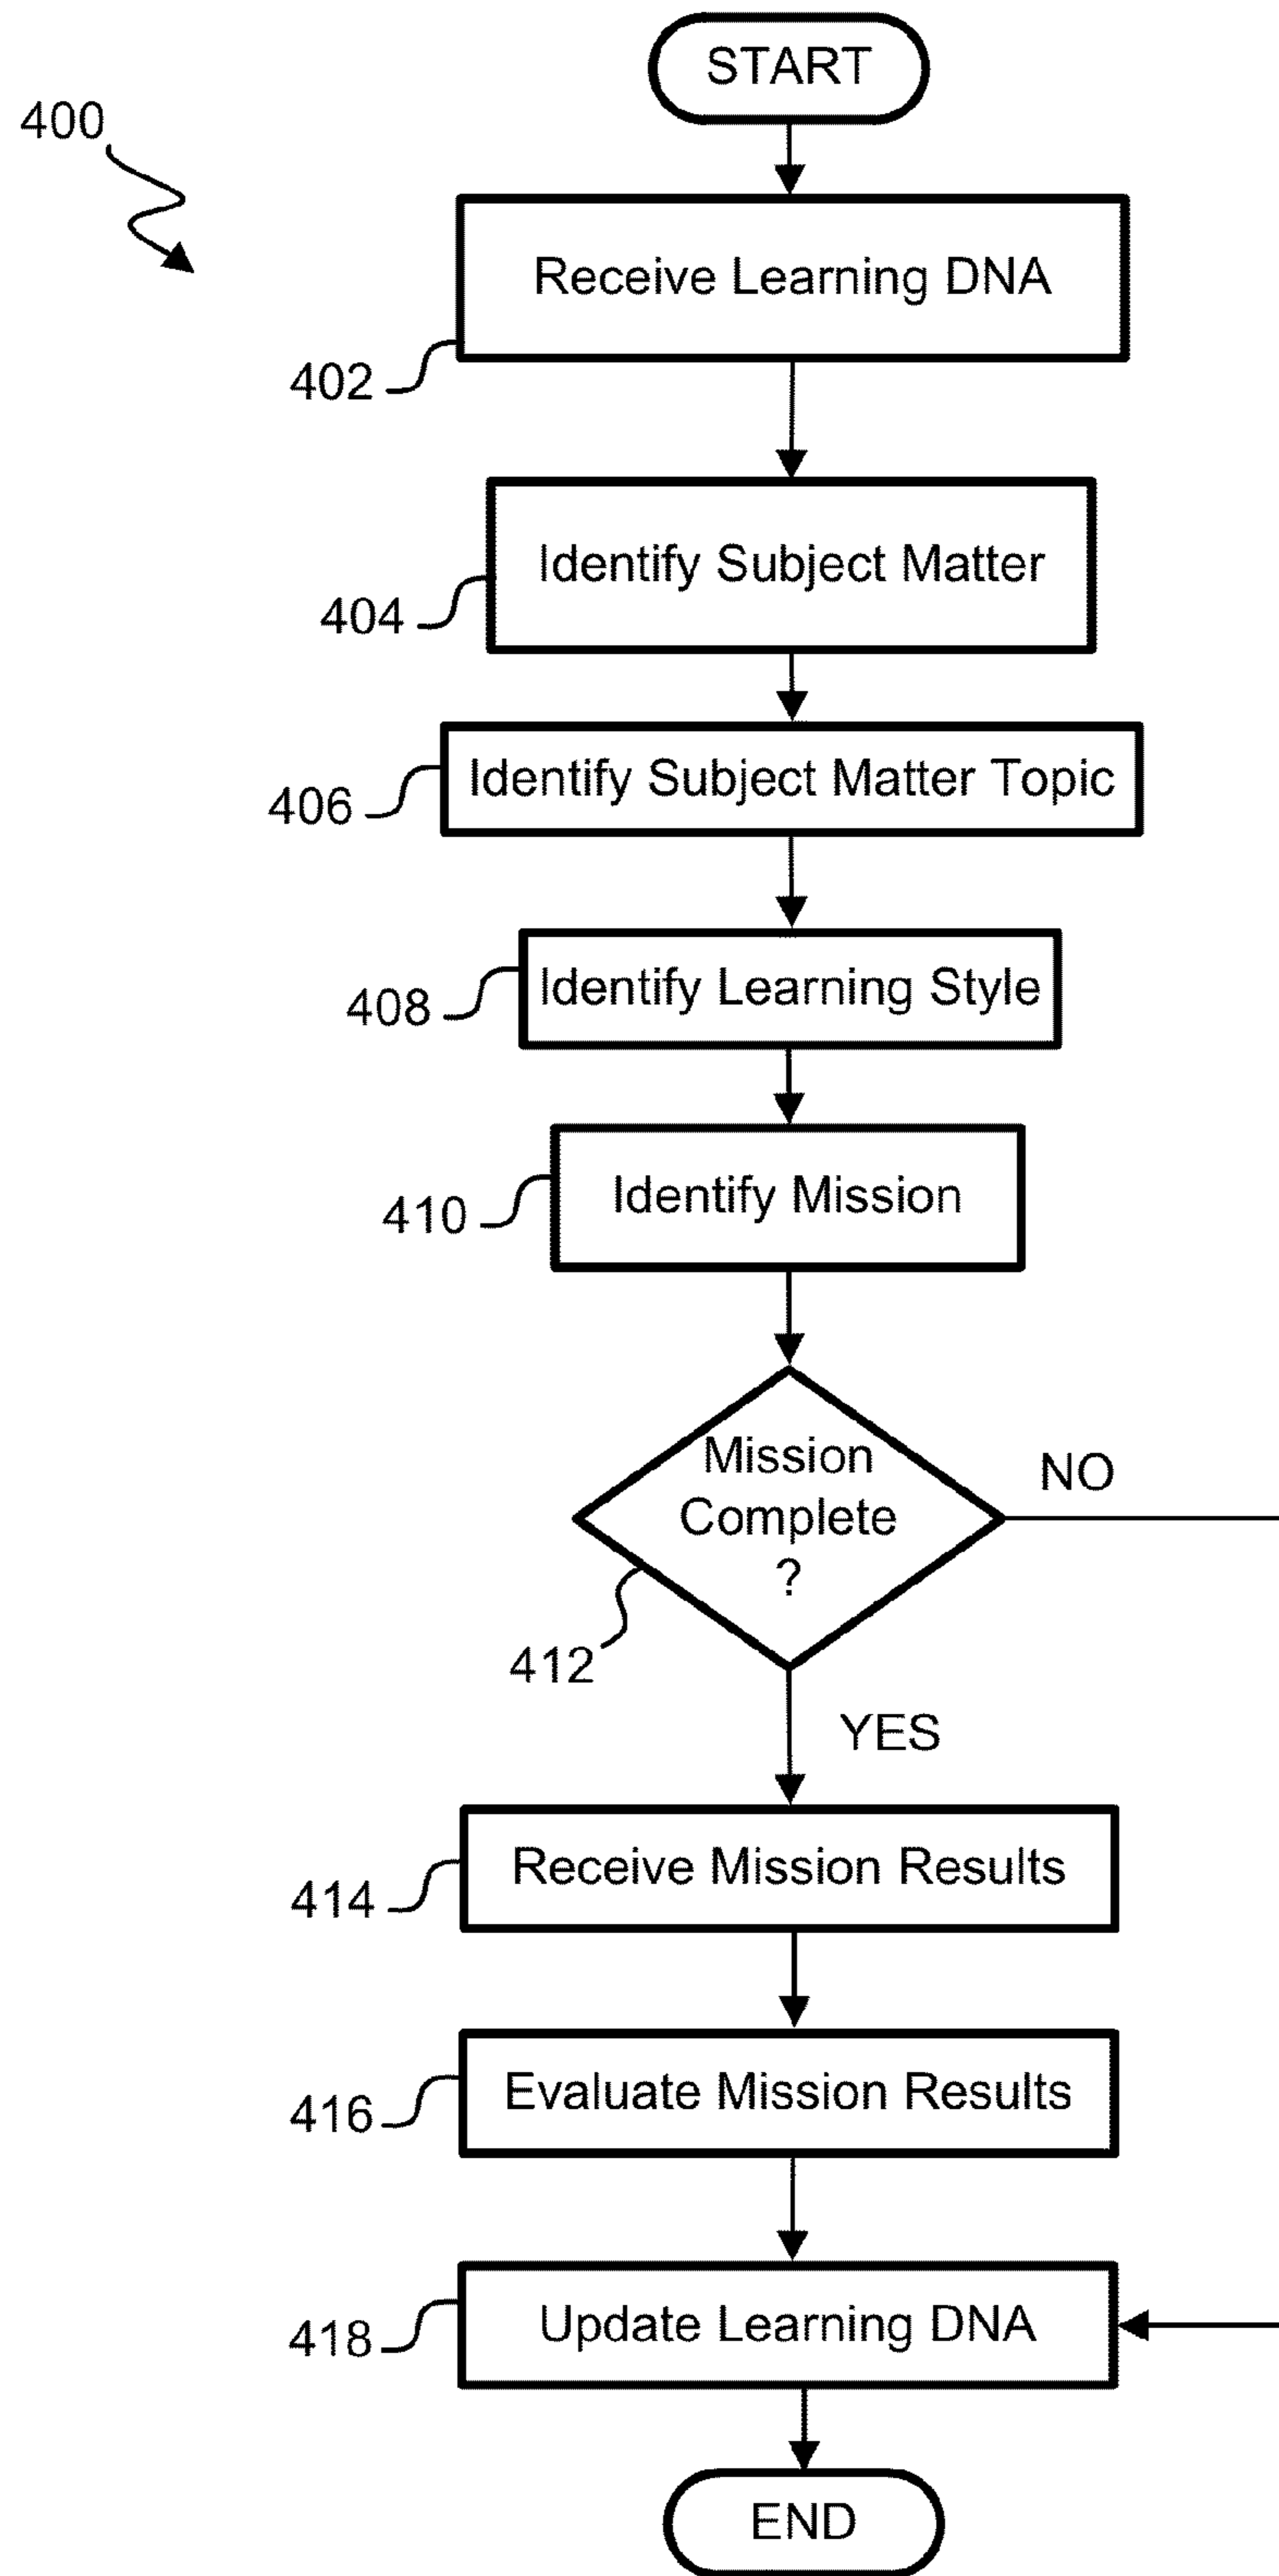 START
400
Receive Learning DNA
402
Identify Subject Matter
404
Identify Subject Matter Topic
406
Identify Learning Style
408
Identify Mission
410
Mission
Complete
?
NO
412
YES
Receive Mission Results
414
Evaluate Mission Results
416
Update Learning DNA
418
END